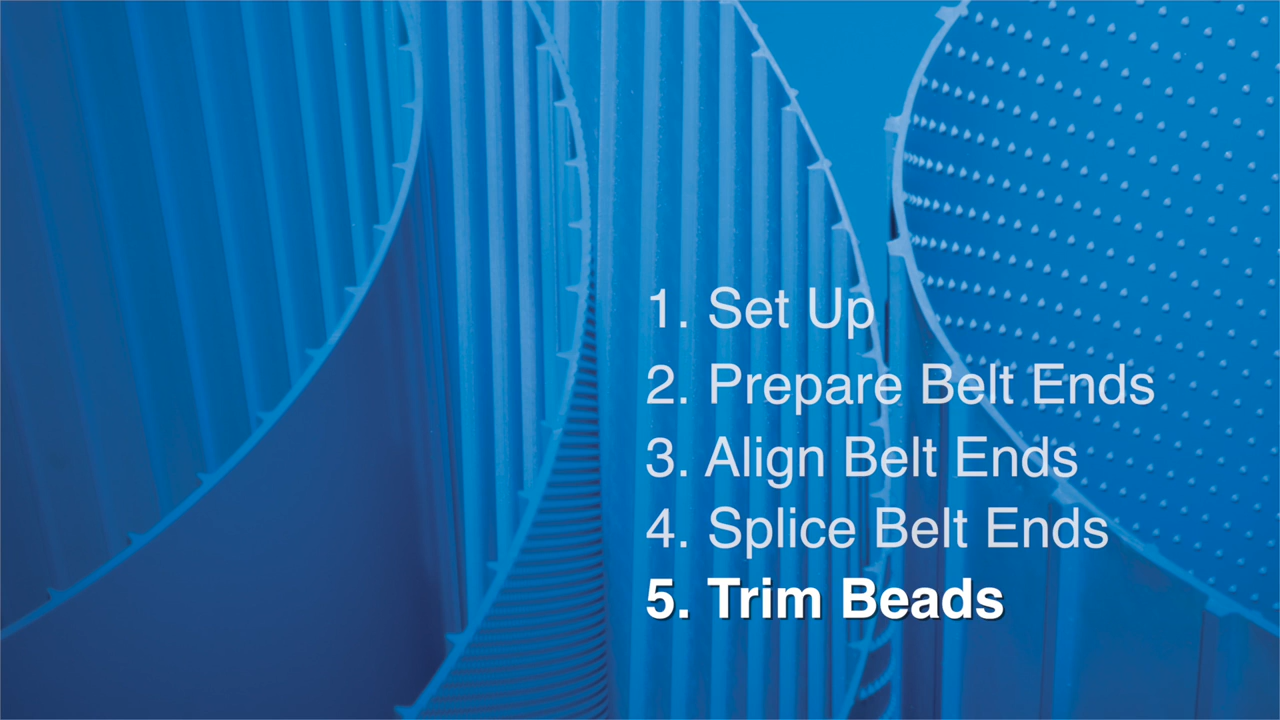 1. Set Up
2. Prepare Belt Ends
3. Align Belt Ends
4. Splice Belt Ends
5. Trim Beads